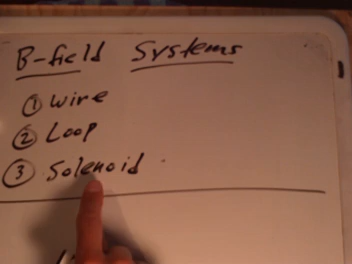 B-field Systems
① wire
② Loop
③ Solenoid